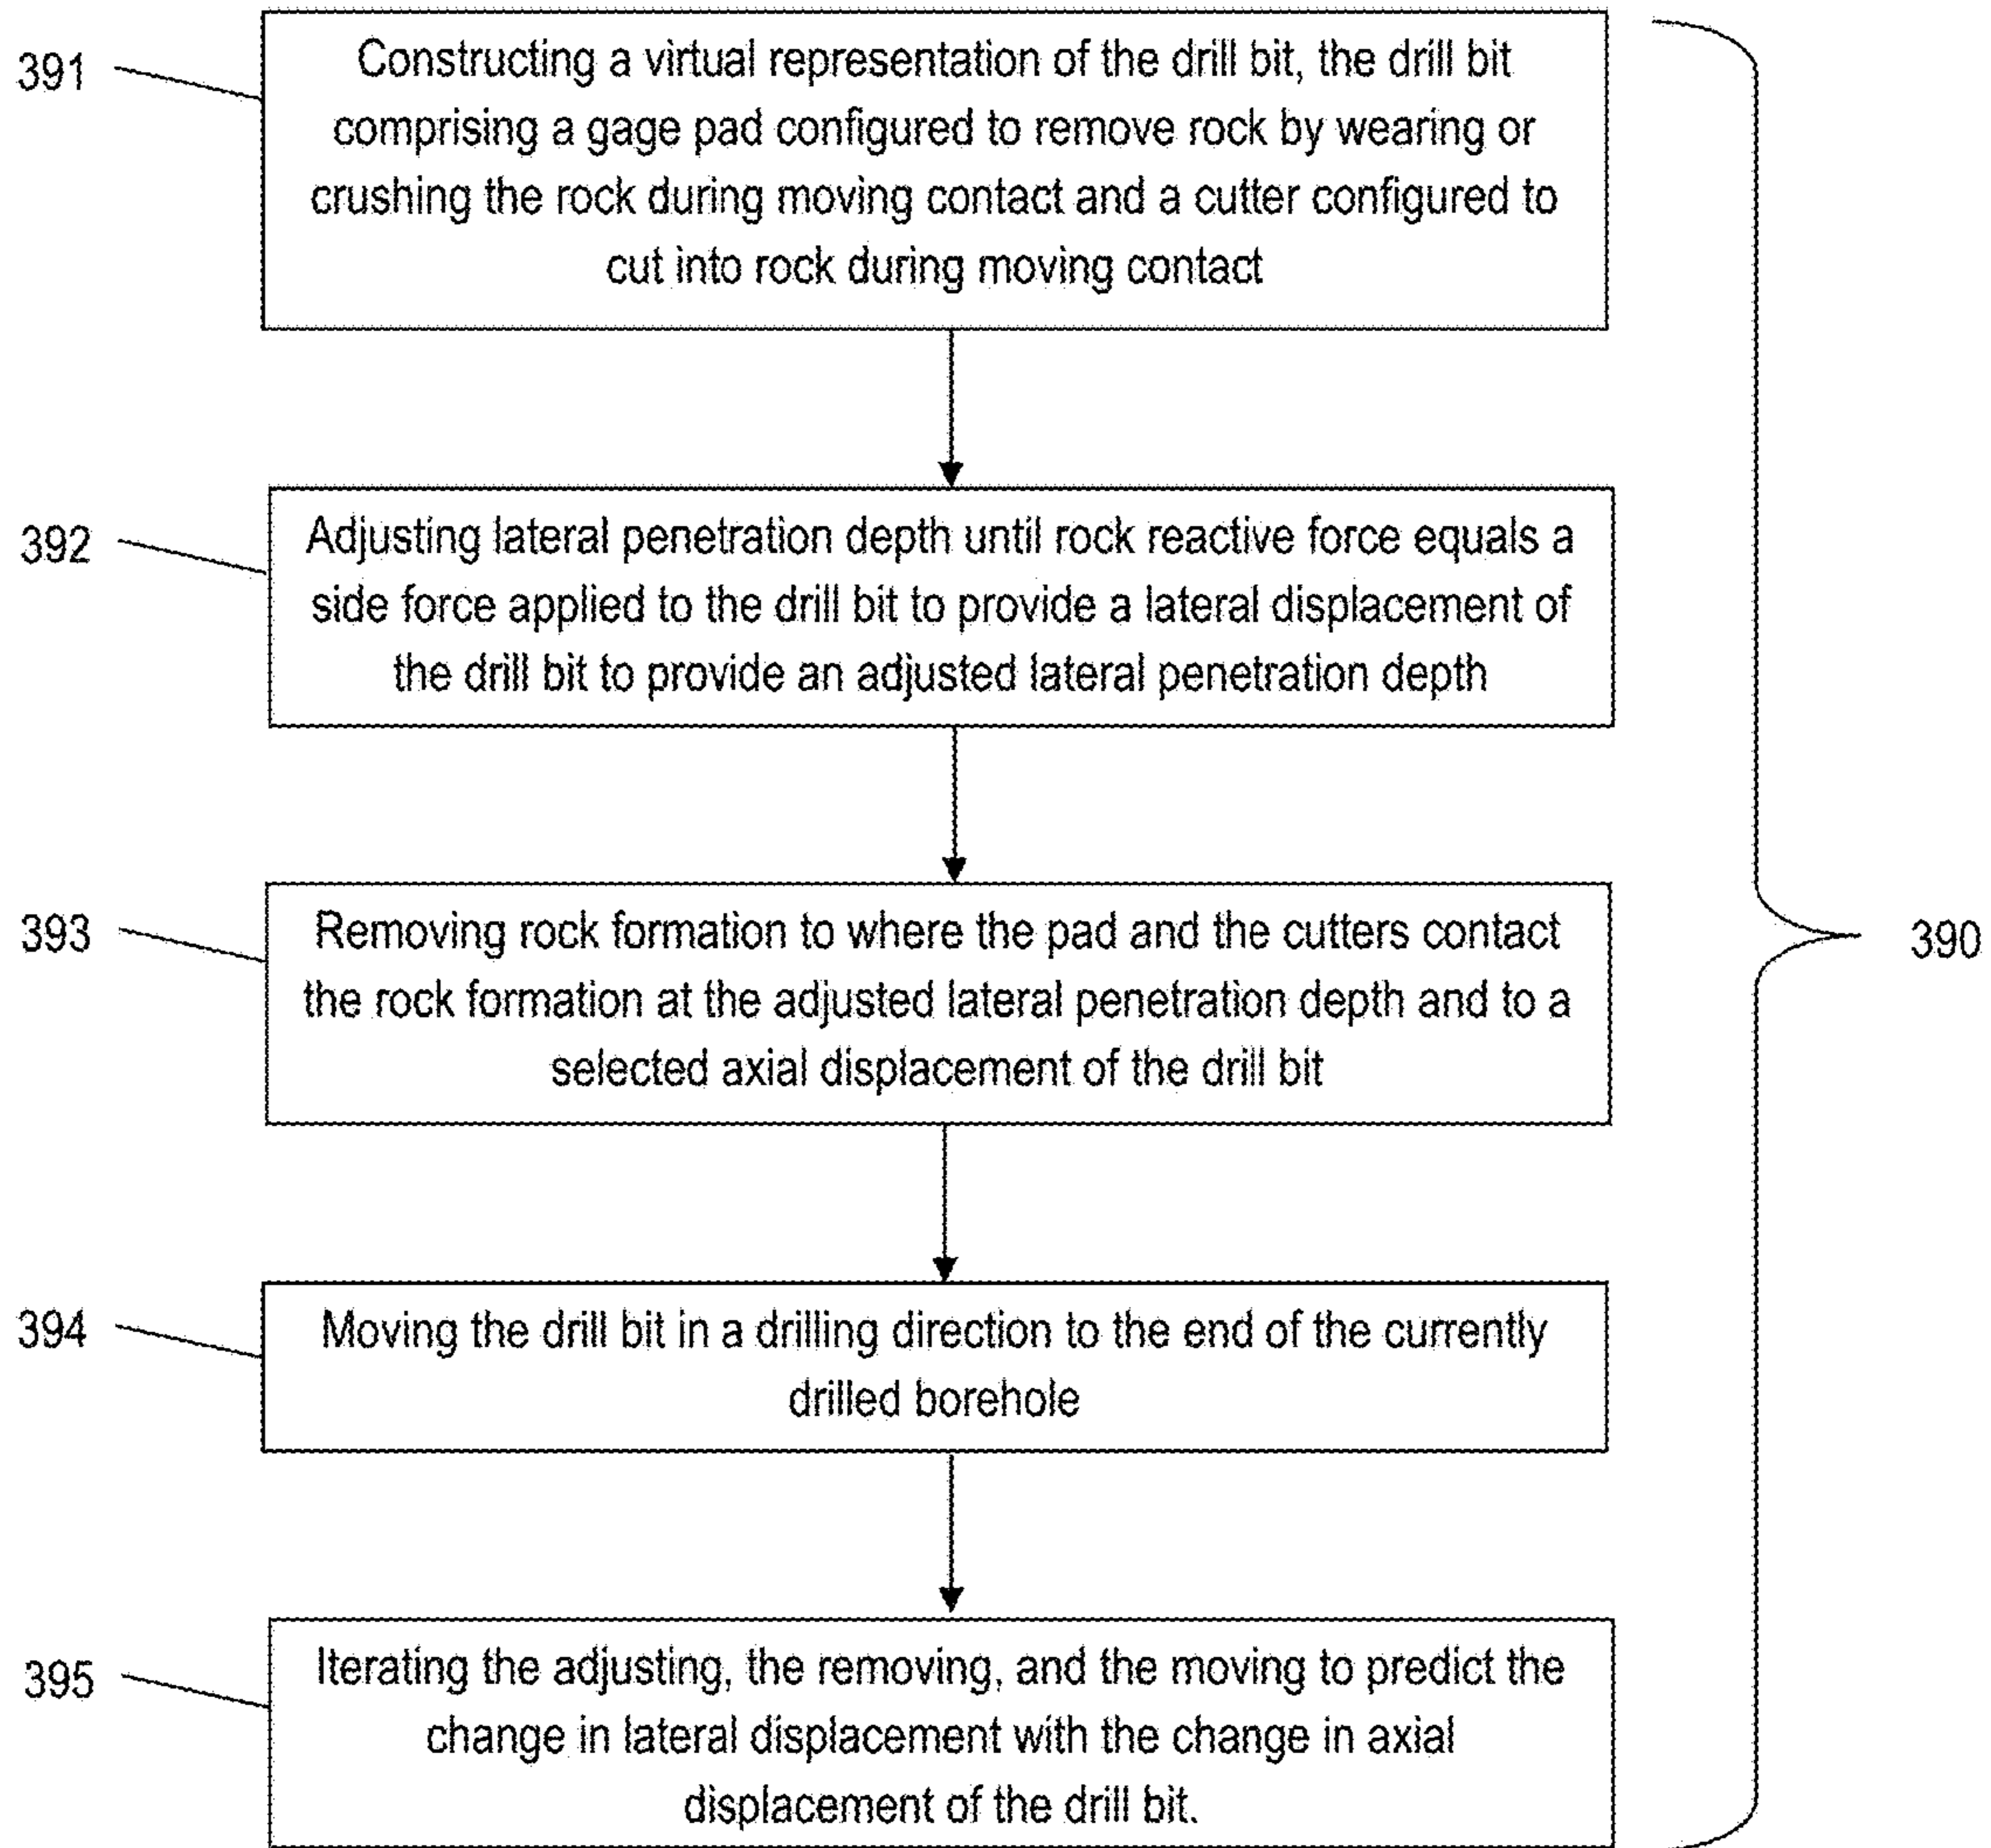 391
Constructing a virtual representation of the drill bit, the drill bit
comprising a gage pad configured to remove rock by wearing or
crushing the rock during moving contact and a cutter configured to
cut into rock during moving contact
392
Adjusting lateral penetration depth until rock reactive force equals a
side force applied to the drill bit to provide a lateral displacement of
the drill bit to provide an adjusted lateral penetration depth
393
Removing rock formation to where the pad and the cutters contact
the rock formation at the adjusted lateral penetration depth and to a
selected axial displacement of the drill bit
390
394
Moving the drill bit in a drilling direction to the end of the currently
drilled borehole
395
Iterating the adjusting, the removing, and the moving to predict the
change in lateral displacement with the change in axial
displacement of the drill bit.